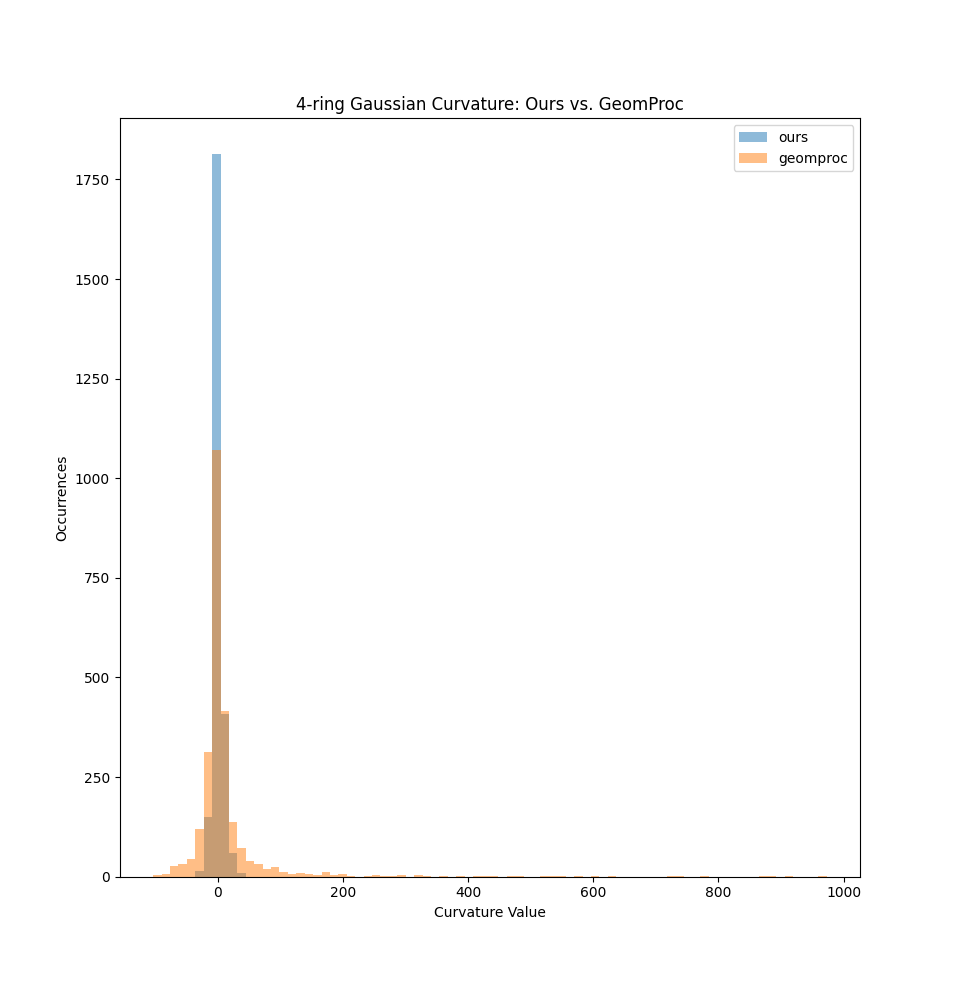 4-ring Gaussian Curvature: Ours vs. GeomProc
ours
geomproc
1750
1500
1250
1000
750
500
250
0
Occurrences
0 200 400 600 800 1000
Curvature Value